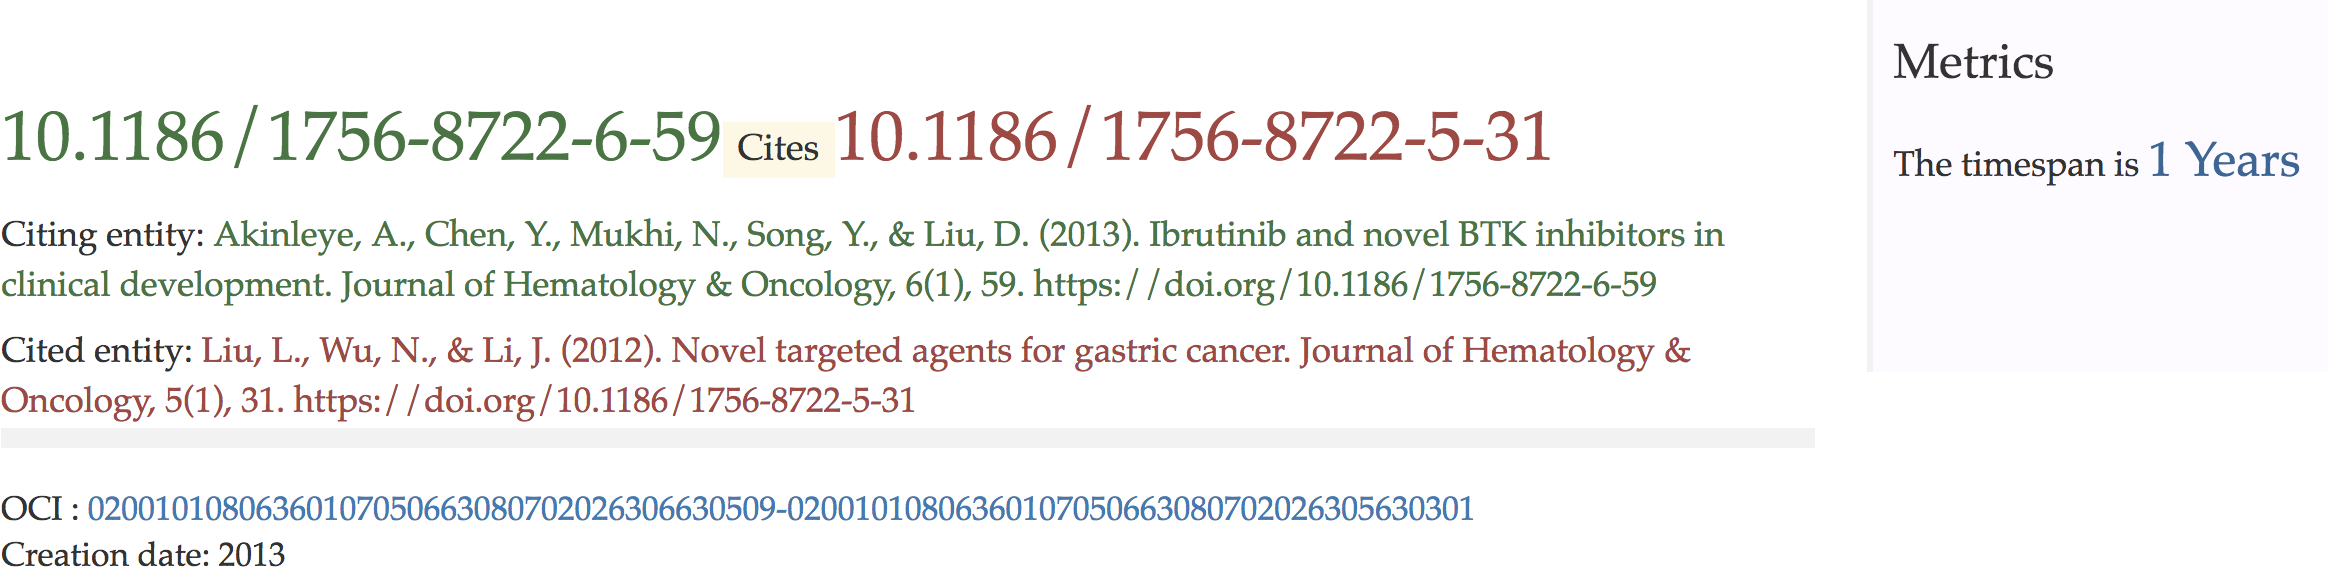 10.1186/1756-8722-6-59 Cites 10.1186/1756-8722-5-31
Citing entity: Akinleye, A., Chen, Y., Mukhi, N., Song, Y., & Liu, D. (2013). Ibrutinib and novel BTK inhibitors in
clinical development. Journal of Hematology & Oncology, 6(1), 59. https://doi.org/10.1186/1756-8722-6-59
Cited entity: Liu, L., Wu, N., & Li, J. (2012). Novel targeted agents for gastric cancer. Journal of Hematology &
Oncology, 5(1), 31. https://doi.org/10.1186/1756-8722-5-31
OCI : 02001010806360107050663080702026306630509-02001010806360107050663080702026305630301
Creation date: 2013
Metrics
The timespan is 1 Years